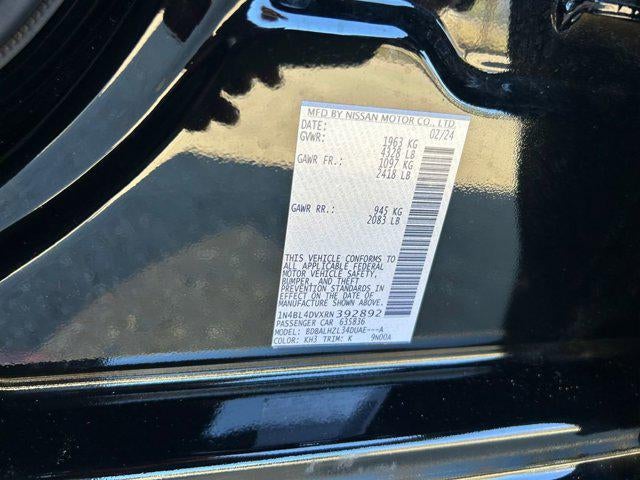 MFD BY NISSAN MOTOR CO., LTD.
DATE: 02/24
GVWR: 1963 KG
4328 LB
GAWR FR.: 1097 KG
2418 LB
GAWR RR.: 945 KG
2083 LB
THIS VEHICLE CONFORMS TO
ALL APPLICABLE FEDERAL
MOTOR VEHICLE SAFETY,
BUMPER, AND THEFT
PREVENTION STANDARDS IN
EFFECT ON THE DATE OF
MANUFACTURE SHOWN ABOVE.
1N4BL4DVXRN392892
PASSENGER CAR 635836
MODEL: BDBALHZL34DUAE---A
COLOR: KH3 TRIM: K 9N00A